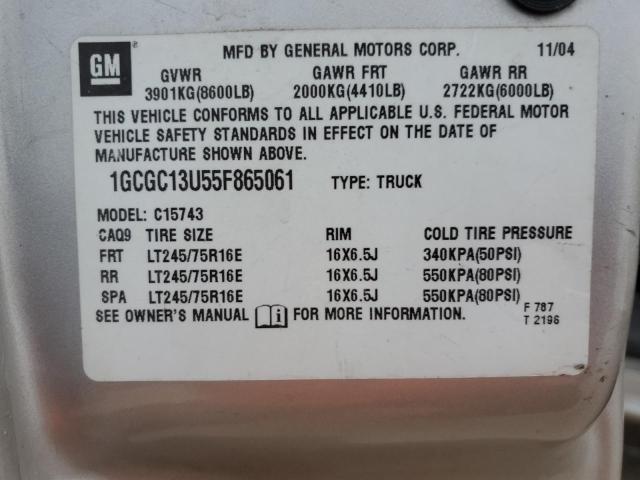 GM
MFD BY GENERAL MOTORS CORP. 11/04
GVWR GAWR FRT GAWR RR
3901KG(8600LB) 2000KG(4410LB) 2722KG(6000LB)
THIS VEHICLE CONFORMS TO ALL APPLICABLE U.S. FEDERAL MOTOR
VEHICLE SAFETY STANDARDS IN EFFECT ON THE DATE OF
MANUFACTURE SHOWN ABOVE.
1GCGC13U55F865061 TYPE: TRUCK
MODEL: C15743
CAQ9 TIRE SIZE RIM COLD TIRE PRESSURE
FRT LT245/75R16E 16X6.5J 340KPA(50PSI)
RR LT245/75R16E 16X6.5J 550KPA(80PSI)
SPA LT245/75R16E 16X6.5J 550KPA(80PSI)
SEE OWNER'S MANUAL i FOR MORE INFORMATION.
F 787
T 2196